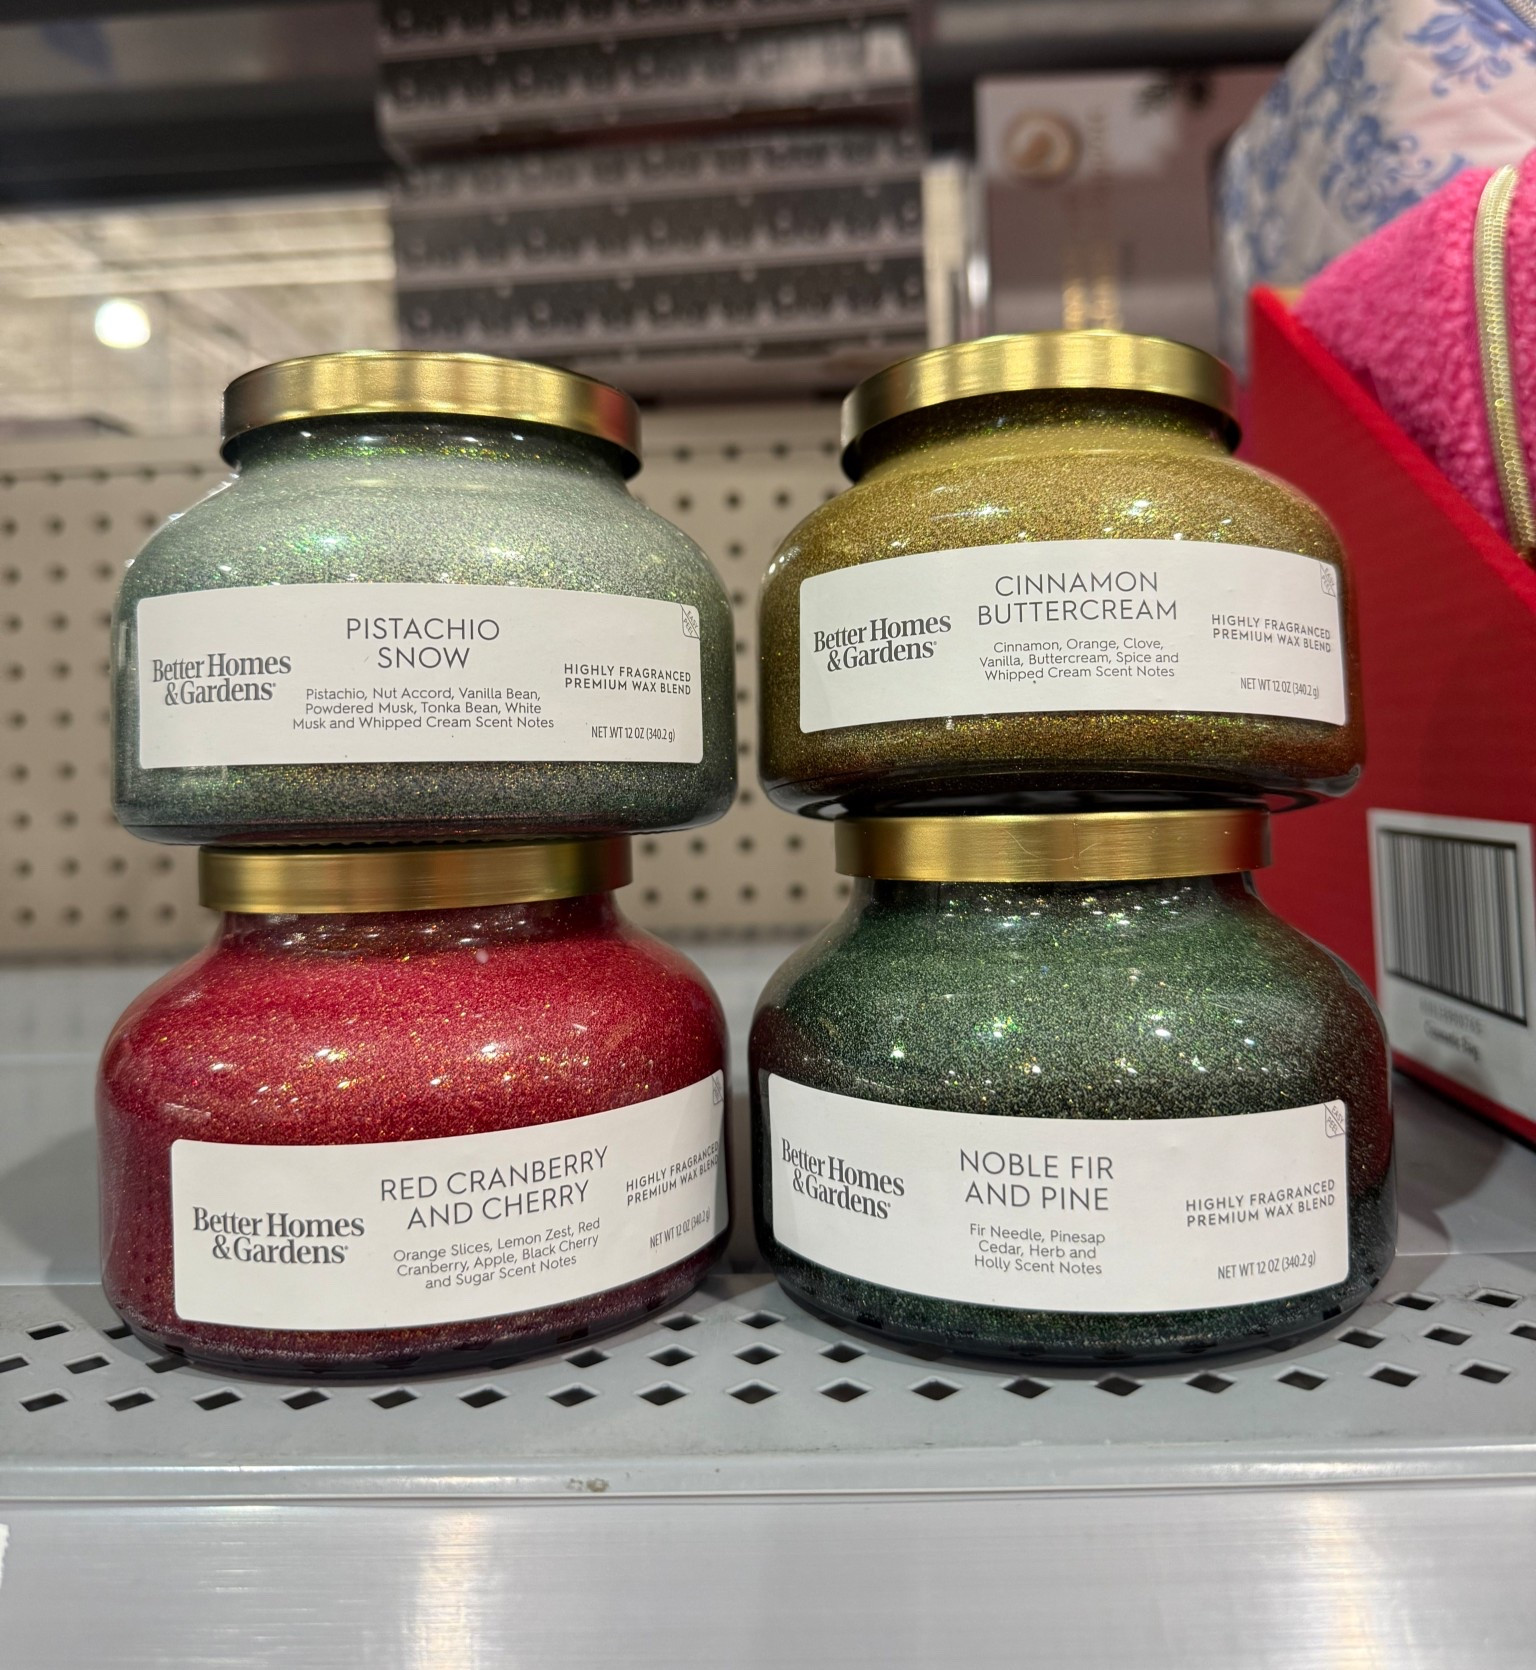 PISTACHIO
SNOW
Better Homes
&Gardens®
Pistachio, Nut Accord, Vanilla Bean,
Powdered Musk, Tonka Bean, White
Musk and Whipped Cream Scent Notes
HIGHLY FRAGRANCED
PREMIUM WAX BLEND
NET WT 12 OZ (340.2 g)
EASY
PEEL
CINNAMON
BUTTERCREAM
Better Homes
&Gardens®
Cinnamon, Orange, Clove,
Vanilla, Buttercream, Spice and
Whipped Cream Scent Notes
HIGHLY FRAGRANCED
PREMIUM WAX BLEND
NET WT 12 OZ (340.2 g)
RED CRANBERRY
AND CHERRY
Better Homes
&Gardens®
Orange Slices, Lemon Zest, Red
Cranberry, Apple, Black Cherry
and Sugar Scent Notes
HIGHLY FRAGRANCED
PREMIUM WAX BLEND
NET WT 12 OZ (340.2 g)
NOBLE FIR
AND PINE
Better Homes
&Gardens®
Fir Needle, Pinesap
Cedar, Herb and
Holly Scent Notes
HIGHLY FRAGRANCED
PREMIUM WAX BLEND
NET WT 12 OZ (340.2 g)
EASY
PEEL